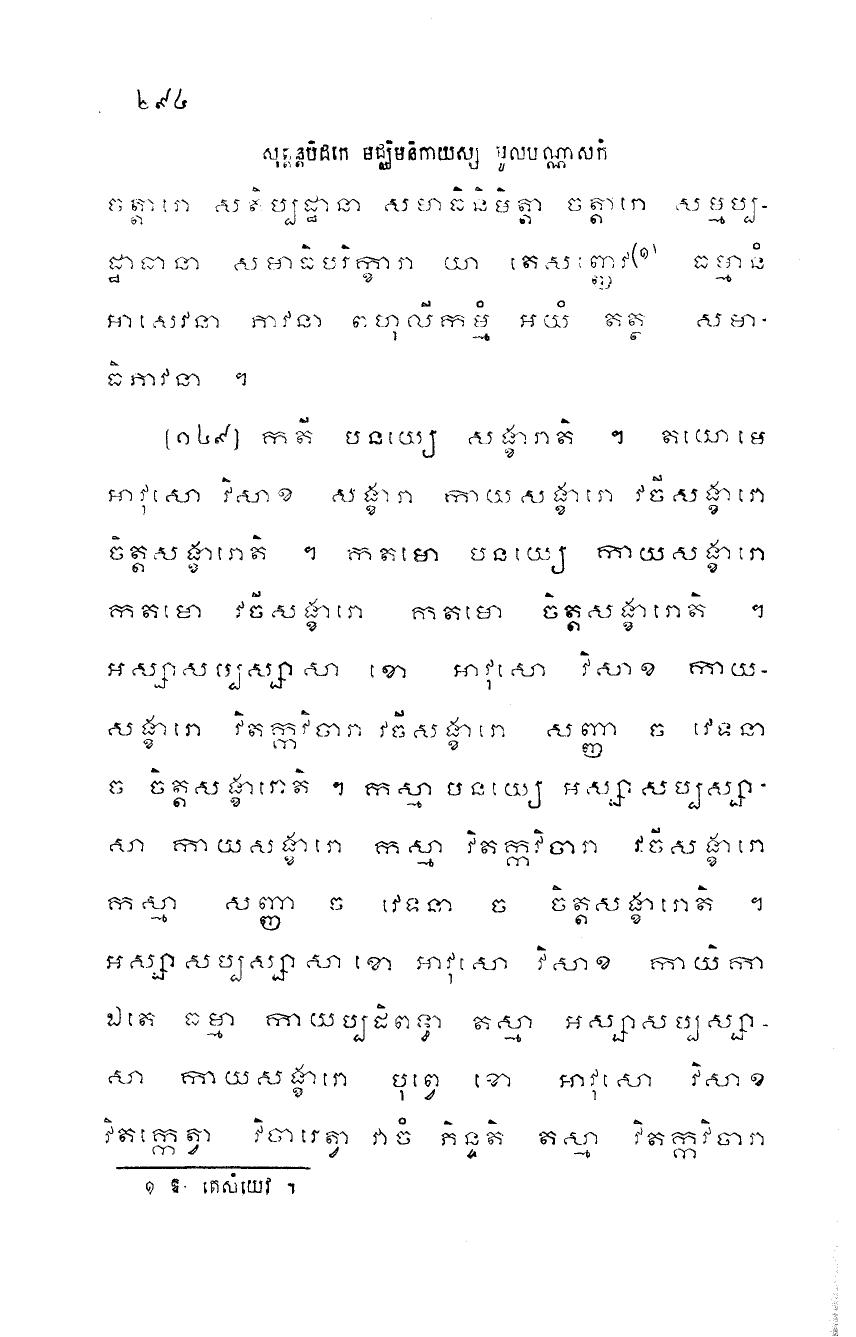 ២៩៤
សុត្តន្តបិដកេ មជ្ឈិមនិកាយស្ស មូលបណ្ណាសកំ
ចត្តារោ សតិប្បដ្ឋានា សមាធិនិមិត្តា ចត្តារោ សម្មប្ប-
ដ្ឋានានា សមាធិបរិក្ខារា យា តេសញ្ញេវ(១) ធម្មានំ
អាសេវនា ភាវនា ពហុលីកម្មំ អយំ តត្ថ សមា-
ធិភាវនា ។
(១៤៩) កតី បនយ្យេ សង្ខារាតិ ។ តយោមេ
អាវុសោ វិសាខ សង្ខារា កាយសង្ខារោ វចីសង្ខារោ
ចិត្តសង្ខារោតិ ។ កតមោ បនយ្យេ កាយសង្ខារោ
កតមោ វចីសង្ខារោ កតមោ ចិត្តសង្ខារោតិ ។
អស្សាសប្បស្សាសា ខោ អាវុសោ វិសាខ កាយ-
សង្ខារោ វិតក្កវិចារា វចីសង្ខារោ សញ្ញា ច វេទនា
ច ចិត្តសង្ខារោតិ ។ កស្មា បនយ្យេ អស្សាសប្បស្សា-
សា កាយសង្ខារោ កស្មា វិតក្កវិចារា វចីសង្ខារោ
កស្មា សញ្ញា ច វេទនា ច ចិត្តសង្ខារោតិ ។
អស្សាសប្បស្សាសា ខោ អាវុសោ វិសាខ កាយិកា
ឯតេ ធម្មា កាយប្បដិពទ្ធា តស្មា អស្សាសប្បស្សា-
សា កាយសង្ខារោ បុព្វេ ខោ អាវុសោ វិសាខ
វិតក្កេត្វា វិចារេត្វា វាចំ ភិន្ទតិ តស្មា វិតក្កវិចារា
១ ឱ. តេសំយេវ ។